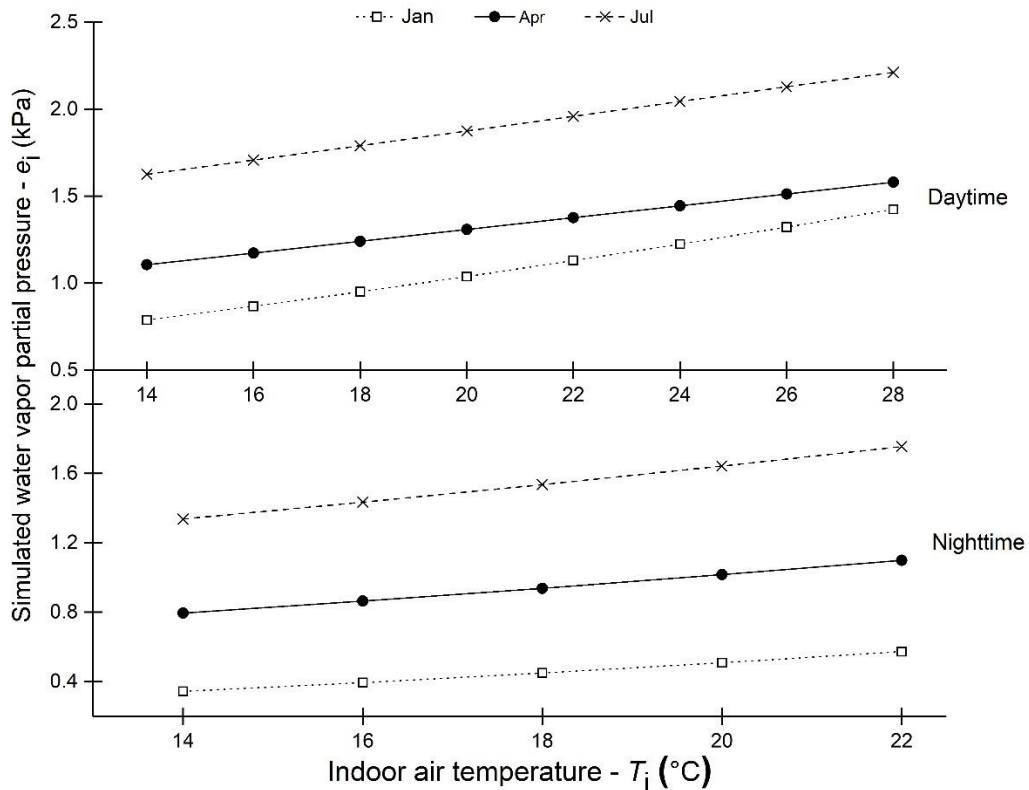 Jan Apr Jul
Simulated water vapor partial pressure - ei (kPa)
2.5
2.0
1.5
1.0
0.5
Daytime
14 16 18 20 22 24 26 28
2.0
1.6
1.2
0.8
0.4
Nighttime
14 16 18 20 22
Indoor air temperature - Ti (°C)